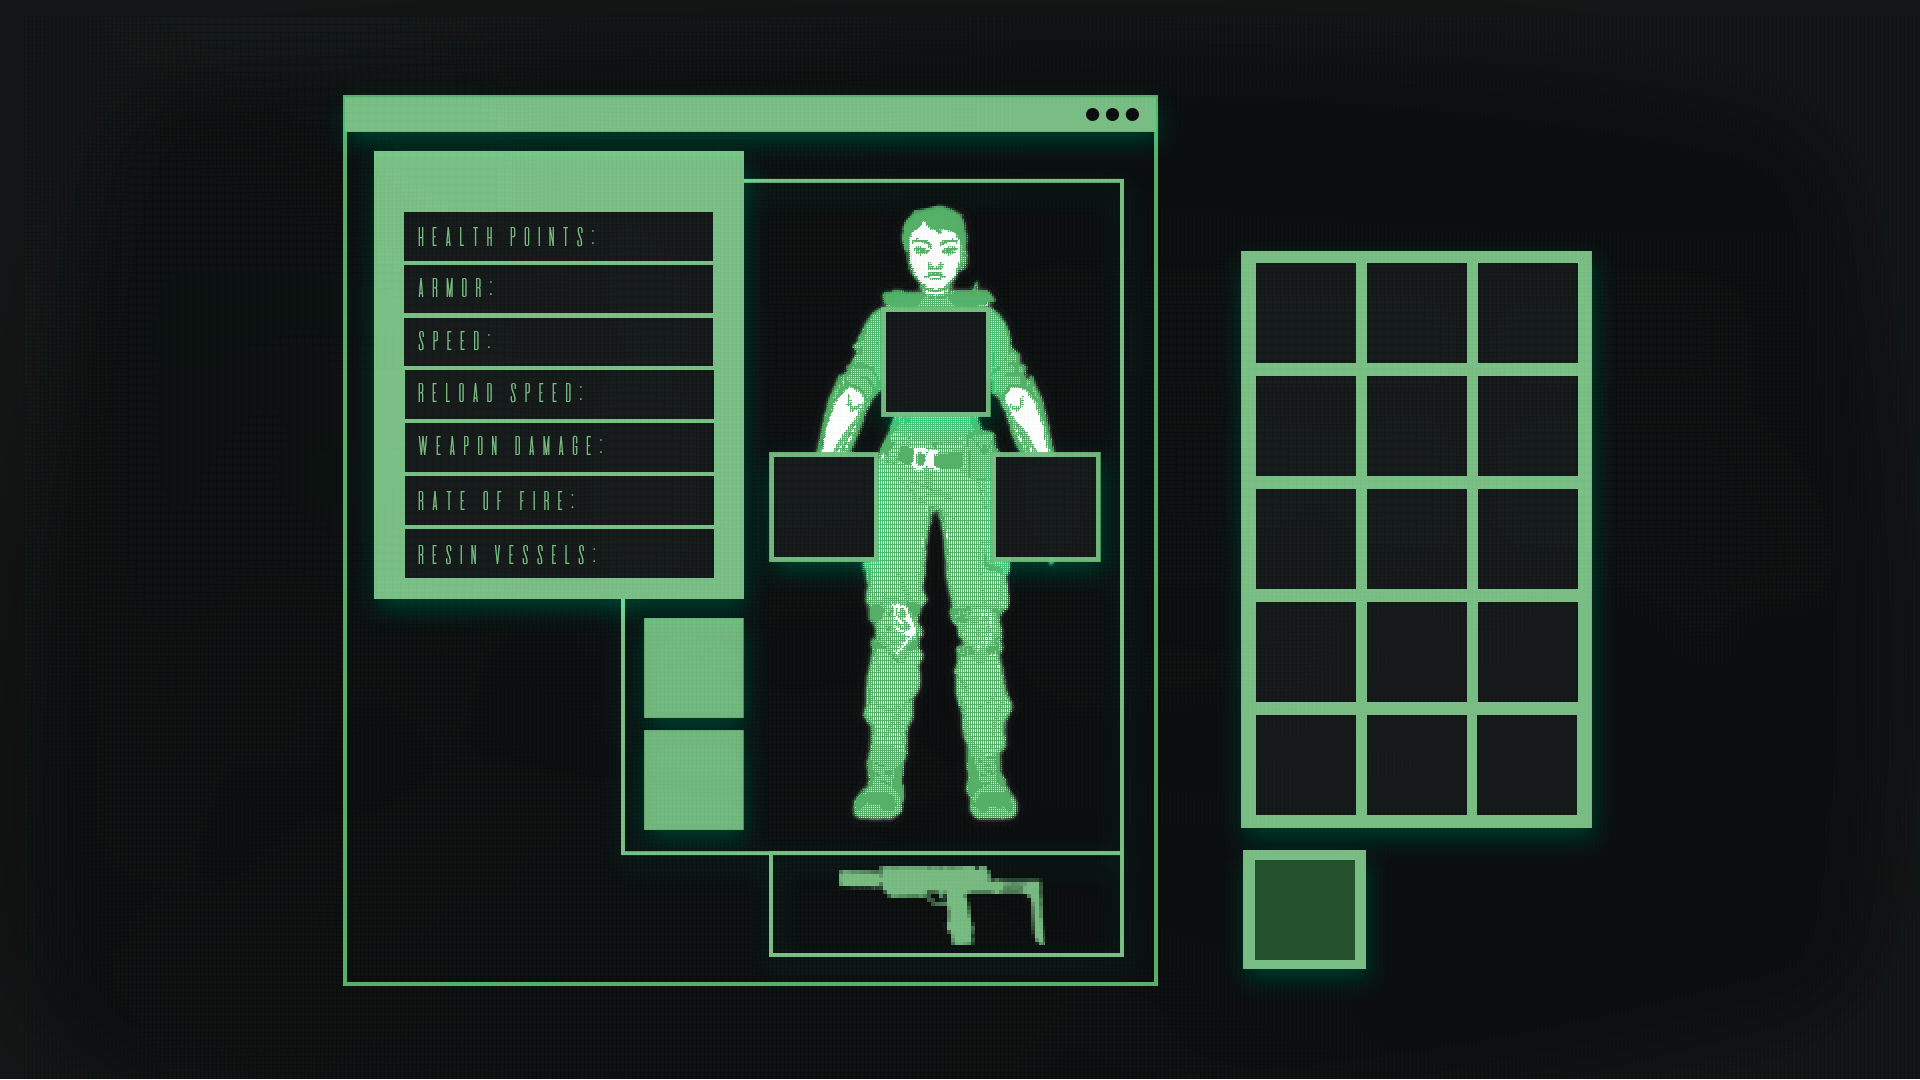 HEALTH POINTS:
ARMOR:
SPEED:
RELOAD SPEED:
WEAPON DAMAGE:
RATE OF FIRE:
RESIN VESSELS: